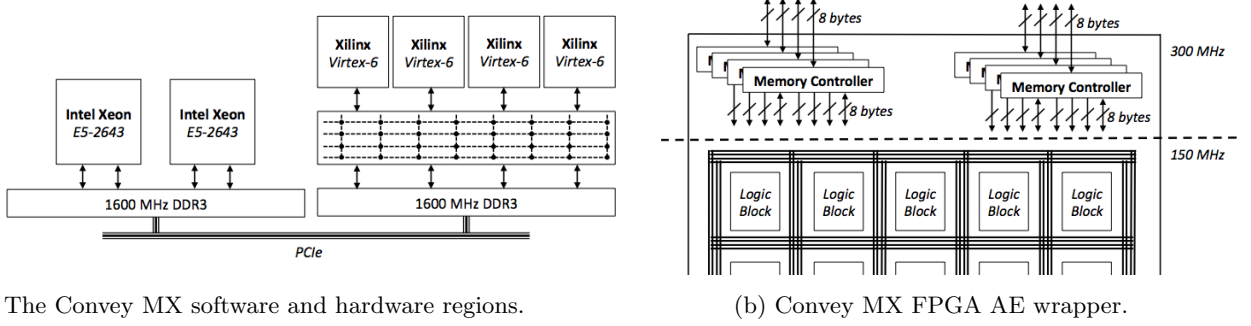 Xilinx
Virtex-6
Xilinx
Virtex-6
Xilinx
Virtex-6
Xilinx
Virtex-6
Intel Xeon
E5-2643
Intel Xeon
E5-2643
1600 MHz DDR3
1600 MHz DDR3
PCIe
The Convey MX software and hardware regions.
8 bytes
8 bytes
300 MHz
Memory Controller
Memory Controller
8 bytes
8 bytes
150 MHz
Logic
Block
Logic
Block
Logic
Block
Logic
Block
Logic
Block
(b) Convey MX FPGA AE wrapper.